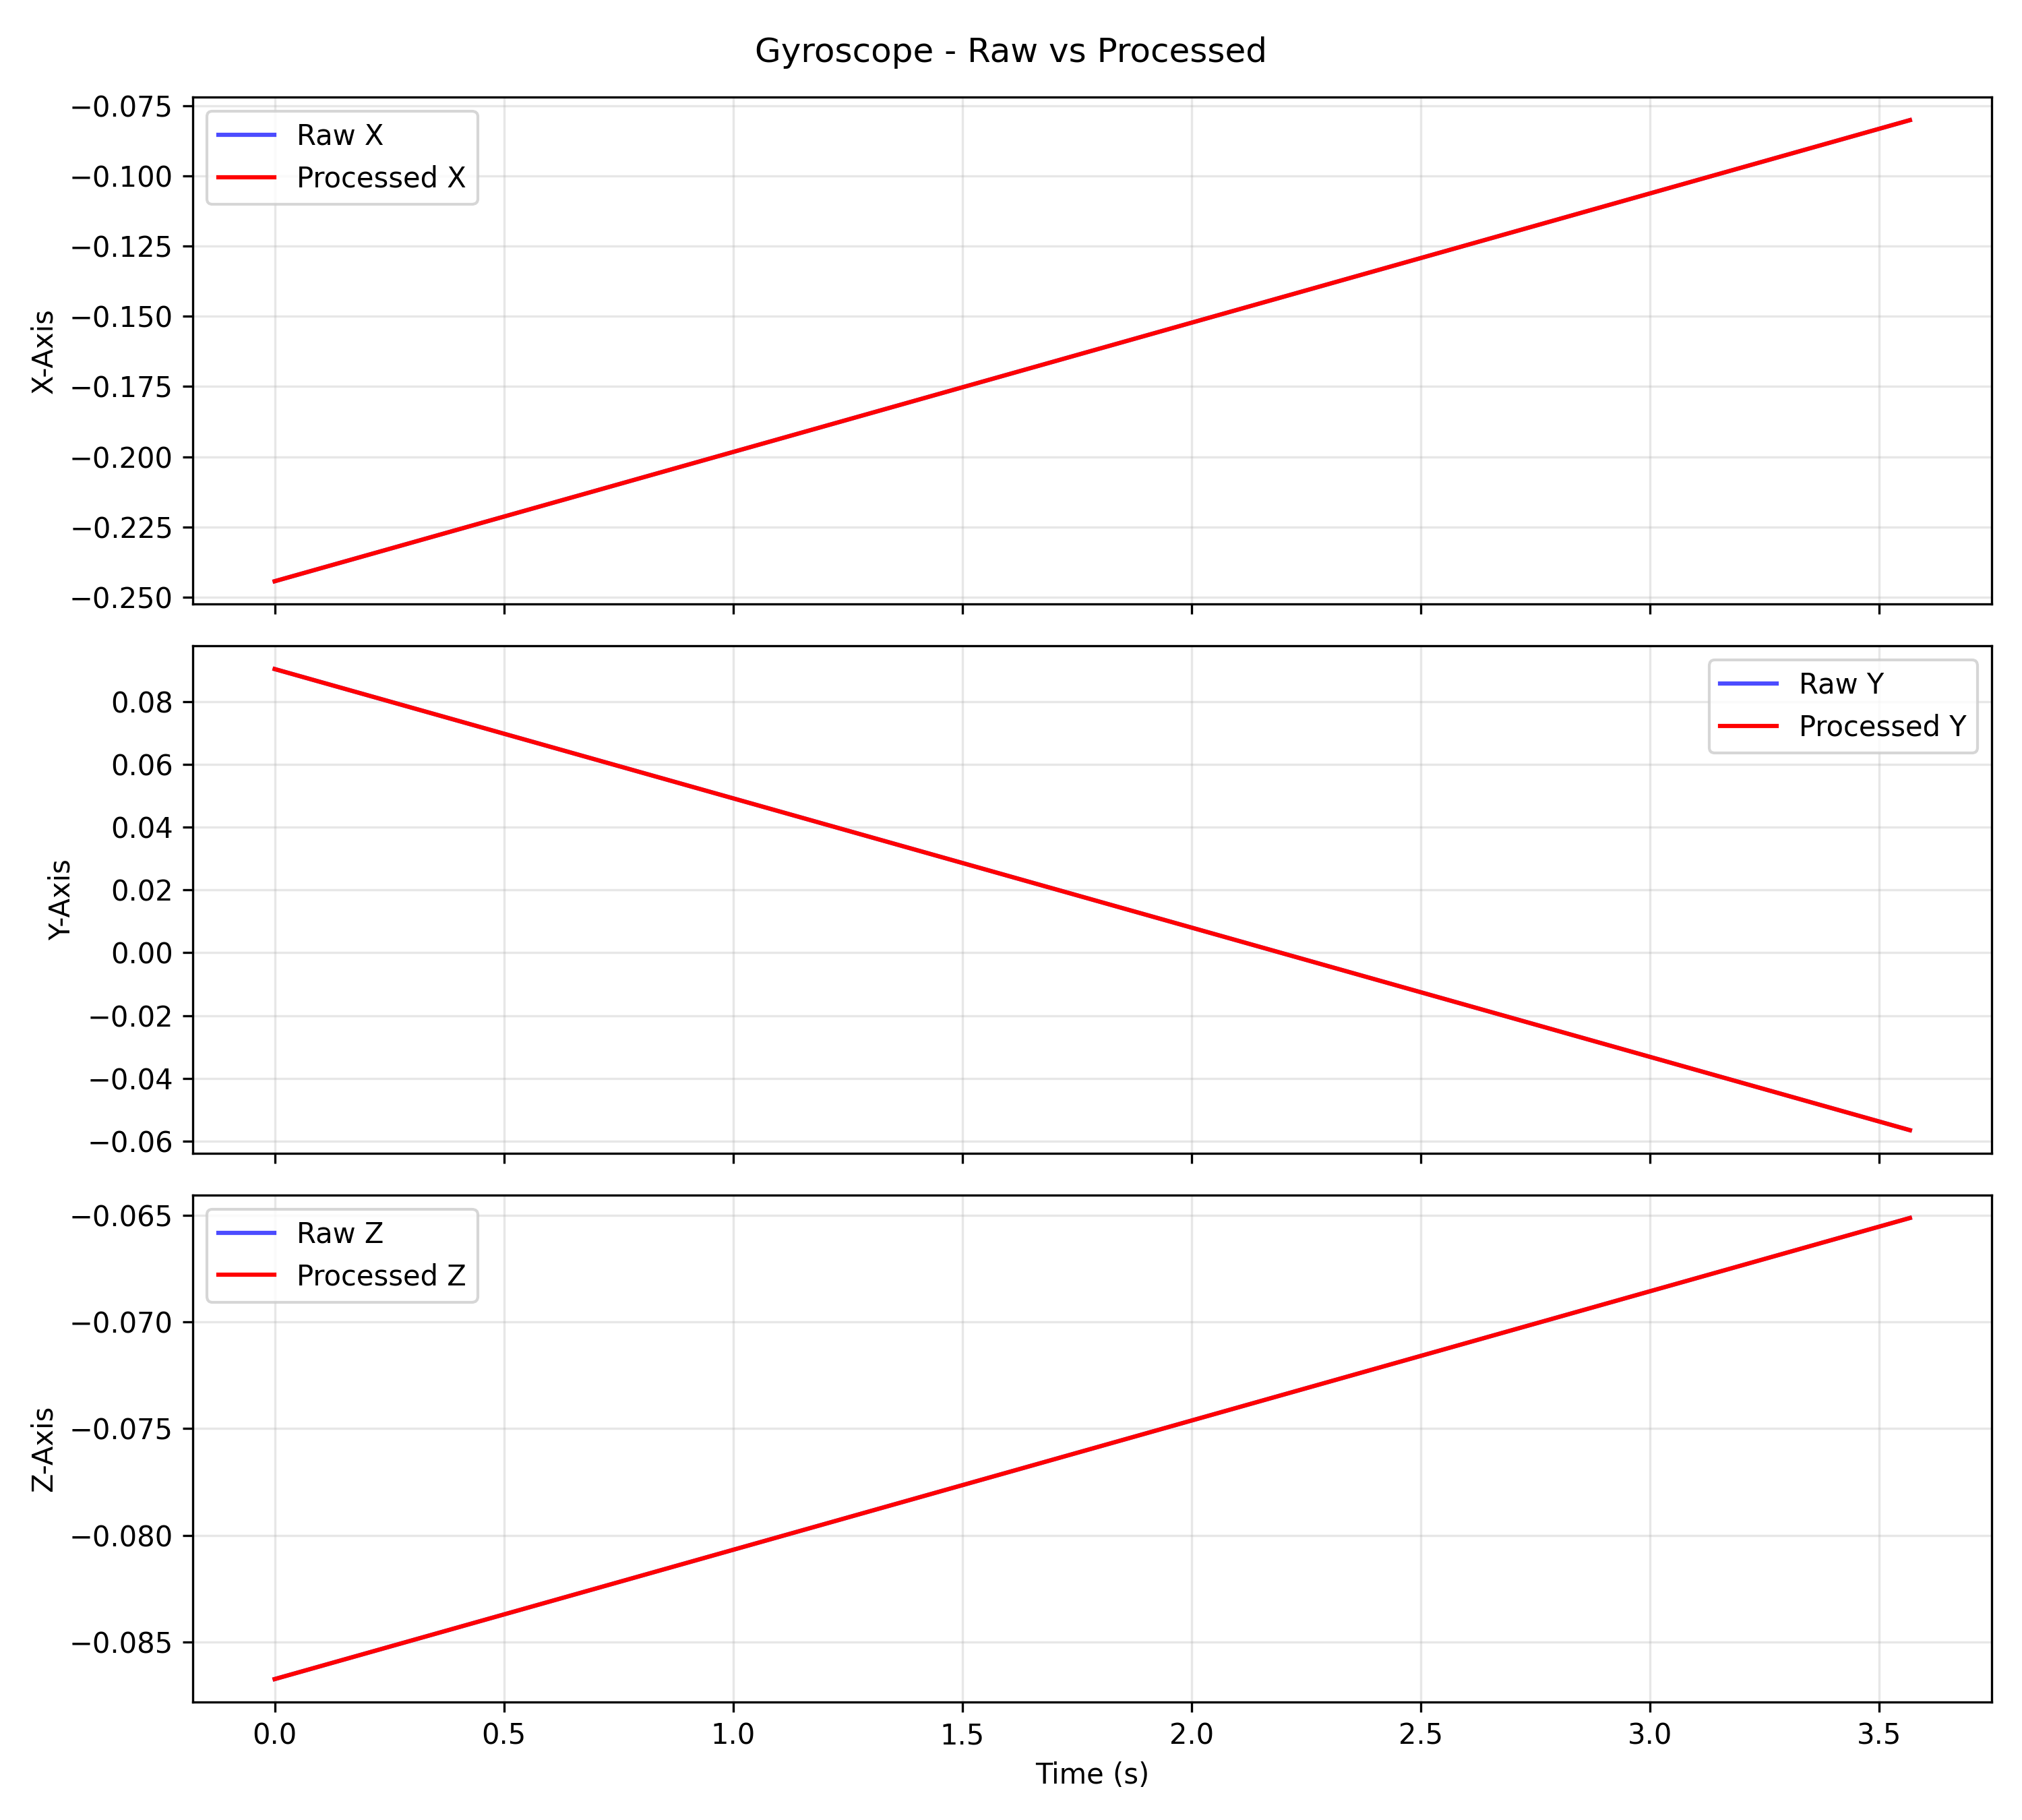 Gyroscope - Raw vs Processed
X-Axis
−0.075
−0.100
−0.125
−0.150
−0.175
−0.200
−0.225
−0.250
Raw X
Processed X
Y-Axis
0.08
0.06
0.04
0.02
0.00
−0.02
−0.04
−0.06
Raw Y
Processed Y
Z-Axis
−0.065
−0.070
−0.075
−0.080
−0.085
Raw Z
Processed Z
0.0 0.5 1.0 1.5 2.0 2.5 3.0 3.5
Time (s)